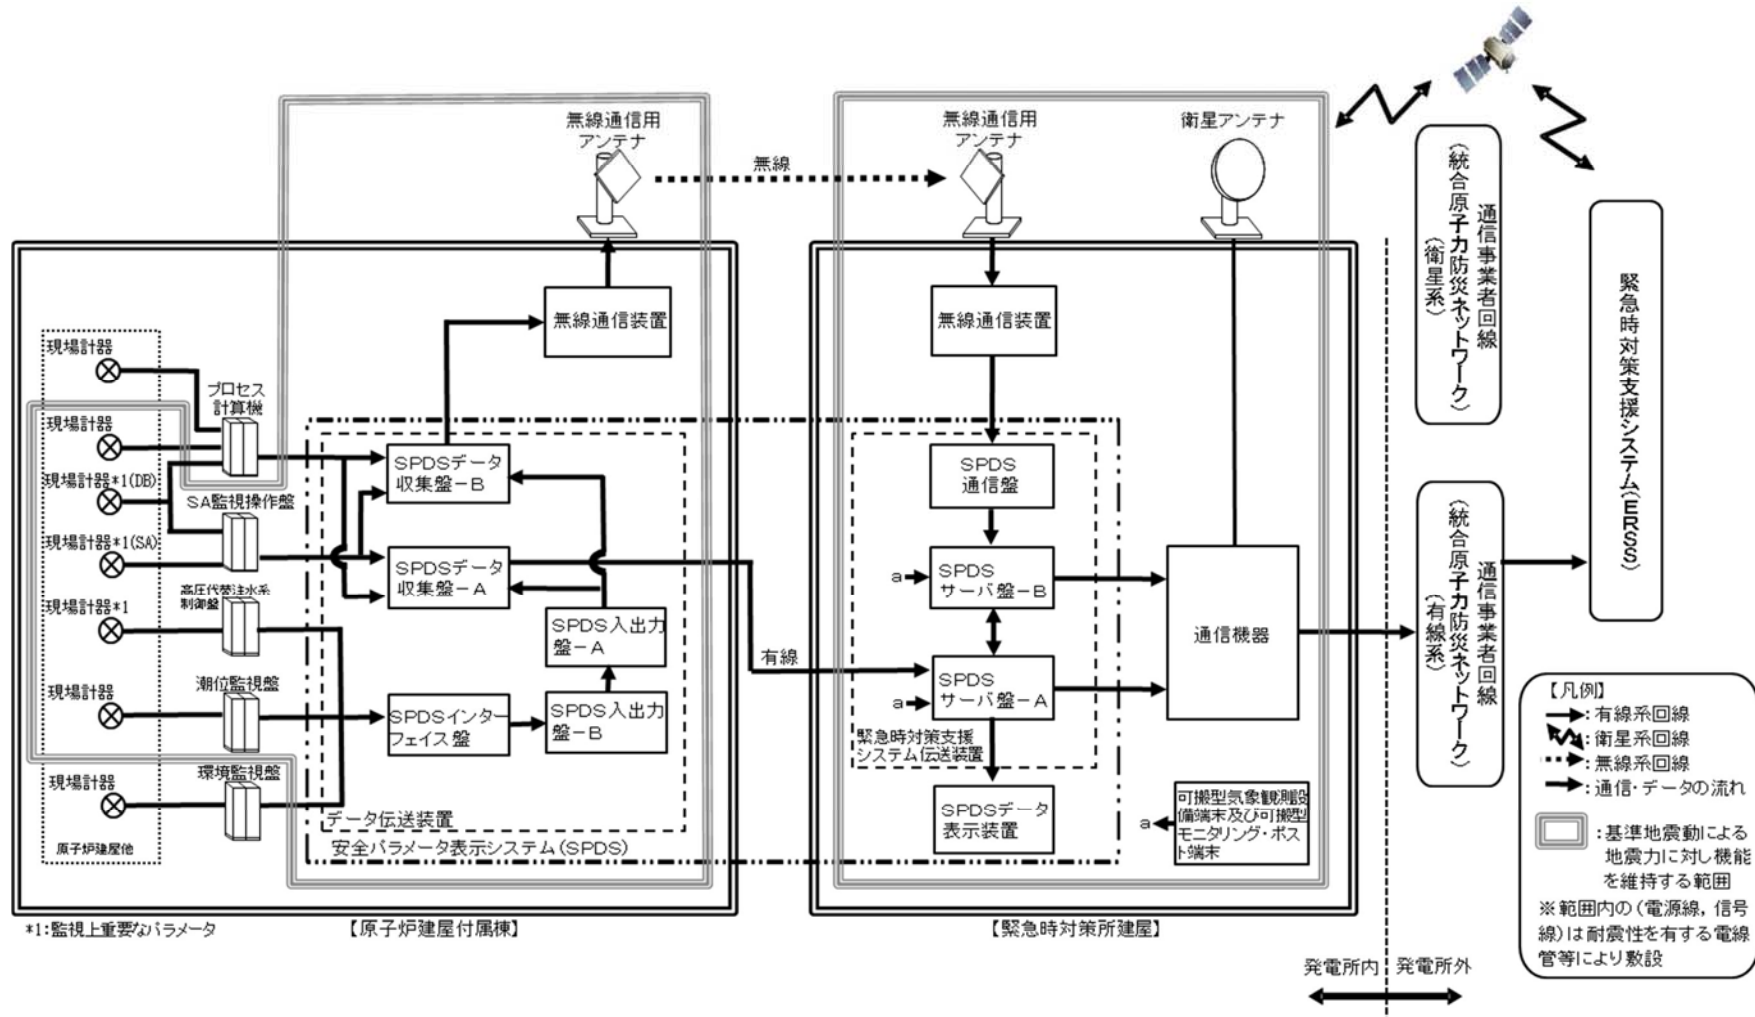 無線通信用
アンテナ
無線
無線通信用
アンテナ
衛星アンテナ
無線通信装置
無線通信装置
現場計器
現場計器
現場計器*1(DB)
現場計器*1(SA)
現場計器*1
現場計器
現場計器
原子炉建屋他
プロセス
計算機
SA監視操作盤
高圧代替注水系
制御盤
潮位監視盤
環境監視盤
SPDSデータ
収集盤-B
SPDSデータ
収集盤-A
SPDS入出力
盤-A
SPDSインター
フェイス盤
SPDS入出力
盤-B
データ伝送装置
安全パラメータ表示システム(SPDS)
有線
SPDS
通信盤
a
SPDS
サーバ盤-B
SPDS
サーバ盤-A
a
緊急時対策支援
システム伝送装置
SPDSデータ
表示装置
通信機器
可搬型気象観測設
備端末及び可搬型
モニタリング・ポス
ト端末
a
*1:監視上重要なパラメータ
【原子炉建屋付属棟】
【緊急時対策所建屋】
通信事業者回線
(統合原子力防災ネットワーク)
(衛星系)
通信事業者回線
(統合原子力防災ネットワーク)
(有線系)
緊急時対策支援システム(ERSS)
発電所内
発電所外
【凡例】
:有線系回線
:衛星系回線
:無線系回線
:通信・データの流れ
:基準地震動による
地震力に対し機能
を維持する範囲
※範囲内の(電源線,信号
線)は耐震性を有する電線
管等により敷設